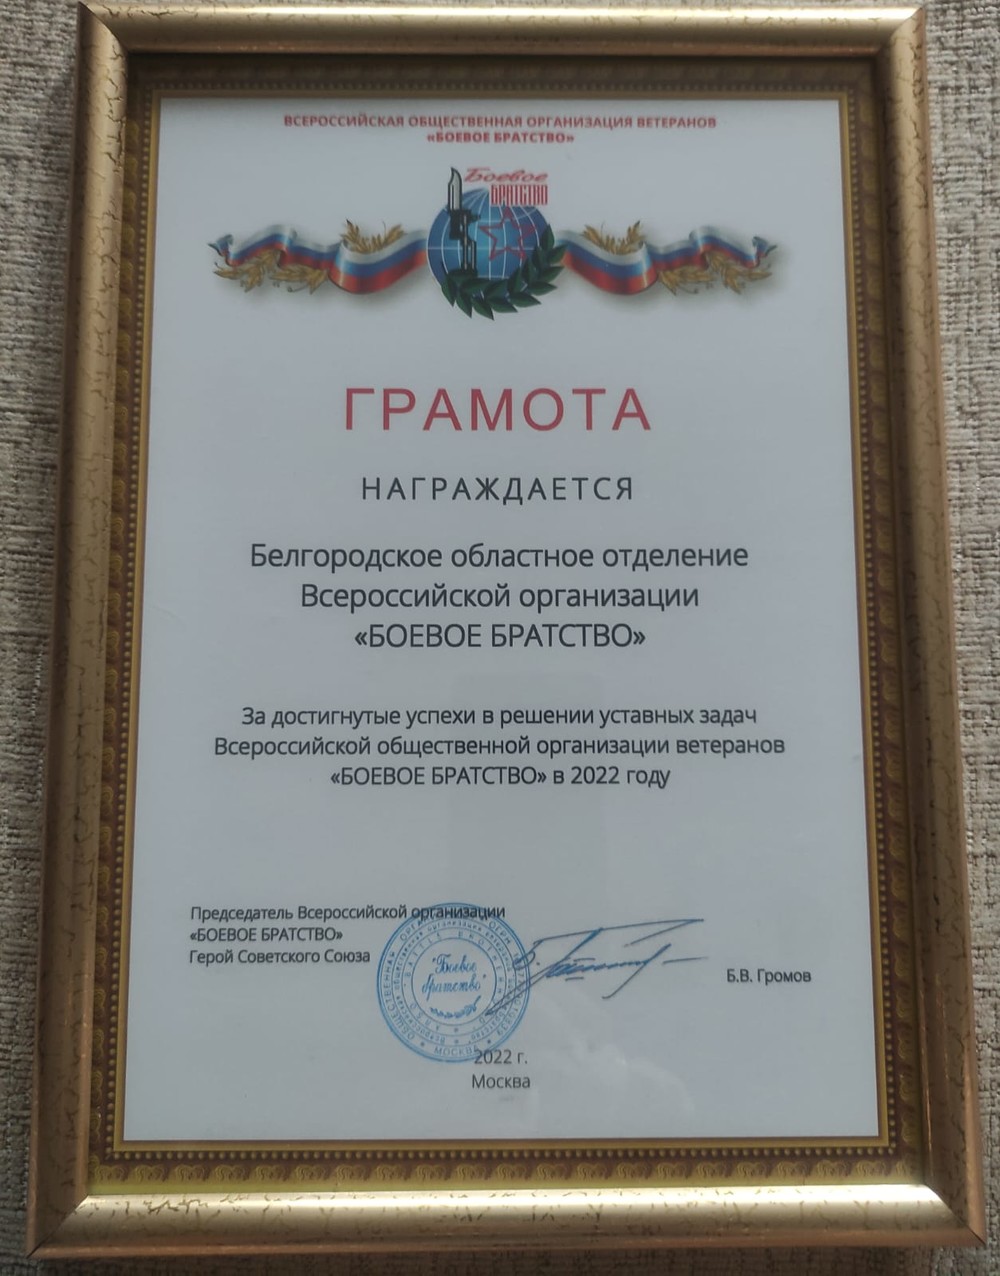 ВСЕРОССИЙСКАЯ ОБЩЕСТВЕННАЯ ОРГАНИЗАЦИЯ ВЕТЕРАНОВ
«БОЕВОЕ БРАТСТВО»
Боевое
БРАТСТВО
ГРАМОТА
НАГРАЖДАЕТСЯ
Белгородское областное отделение
Всероссийской организации
«БОЕВОЕ БРАТСТВО»
За достигнутые успехи в решении уставных задач
Всероссийской общественной организации ветеранов
«БОЕВОЕ БРАТСТВО» в 2022 году
Председатель Всероссийской организации
«БОЕВОЕ БРАТСТВО»
Герой Советского Союза
"Боевое
братство"
МОСКВА
Б.В. Громов
2022 г.
Москва